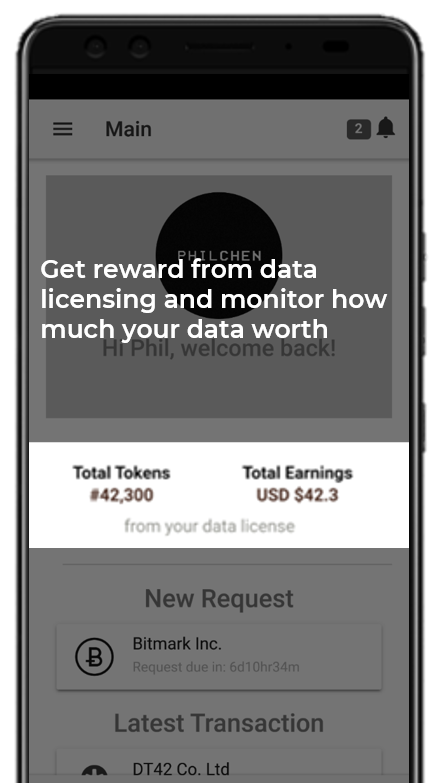 Main
2
PHILCHEN
Get reward from data
licensing and monitor how
much your data worth
Hi Phil, welcome back!
Total Tokens
#42,300
Total Earnings
USD $42.3
from your data license
New Request
Bitmark Inc.
Request due in: 6d10hr34m
Latest Transaction
DT42 Co. Ltd